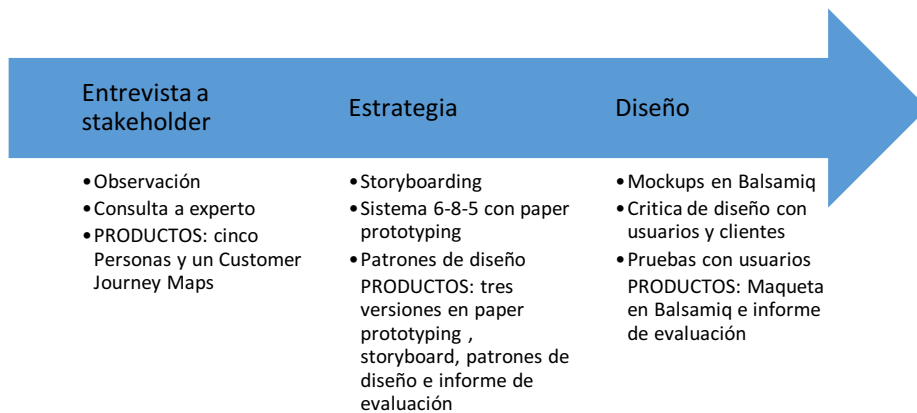 Entrevista a
stakeholder
•Observación
•Consulta a experto
•PRODUCTOS: cinco
Personas y un Customer
Journey Maps
Estrategia
•Storyboarding
•Sistema 6-8-5 con paper
prototyping
•Patrones de diseño
PRODUCTOS: tres
versiones en paper
prototyping ,
storyboard, patrones de
diseño e informe de
evaluación
Diseño
•Mockups en Balsamiq
•Critica de diseño con
usuarios y clientes
•Pruebas con usuarios
PRODUCTOS: Maqueta
en Balsamiq e informe
de evaluación